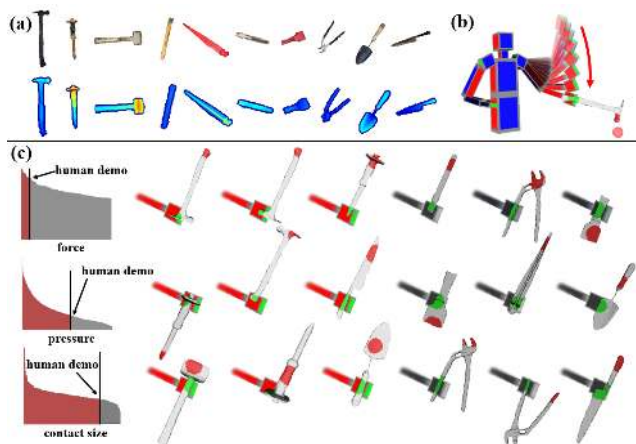 (a)
(b)
(c)
human demo
force
human demo
pressure
human demo
contact size